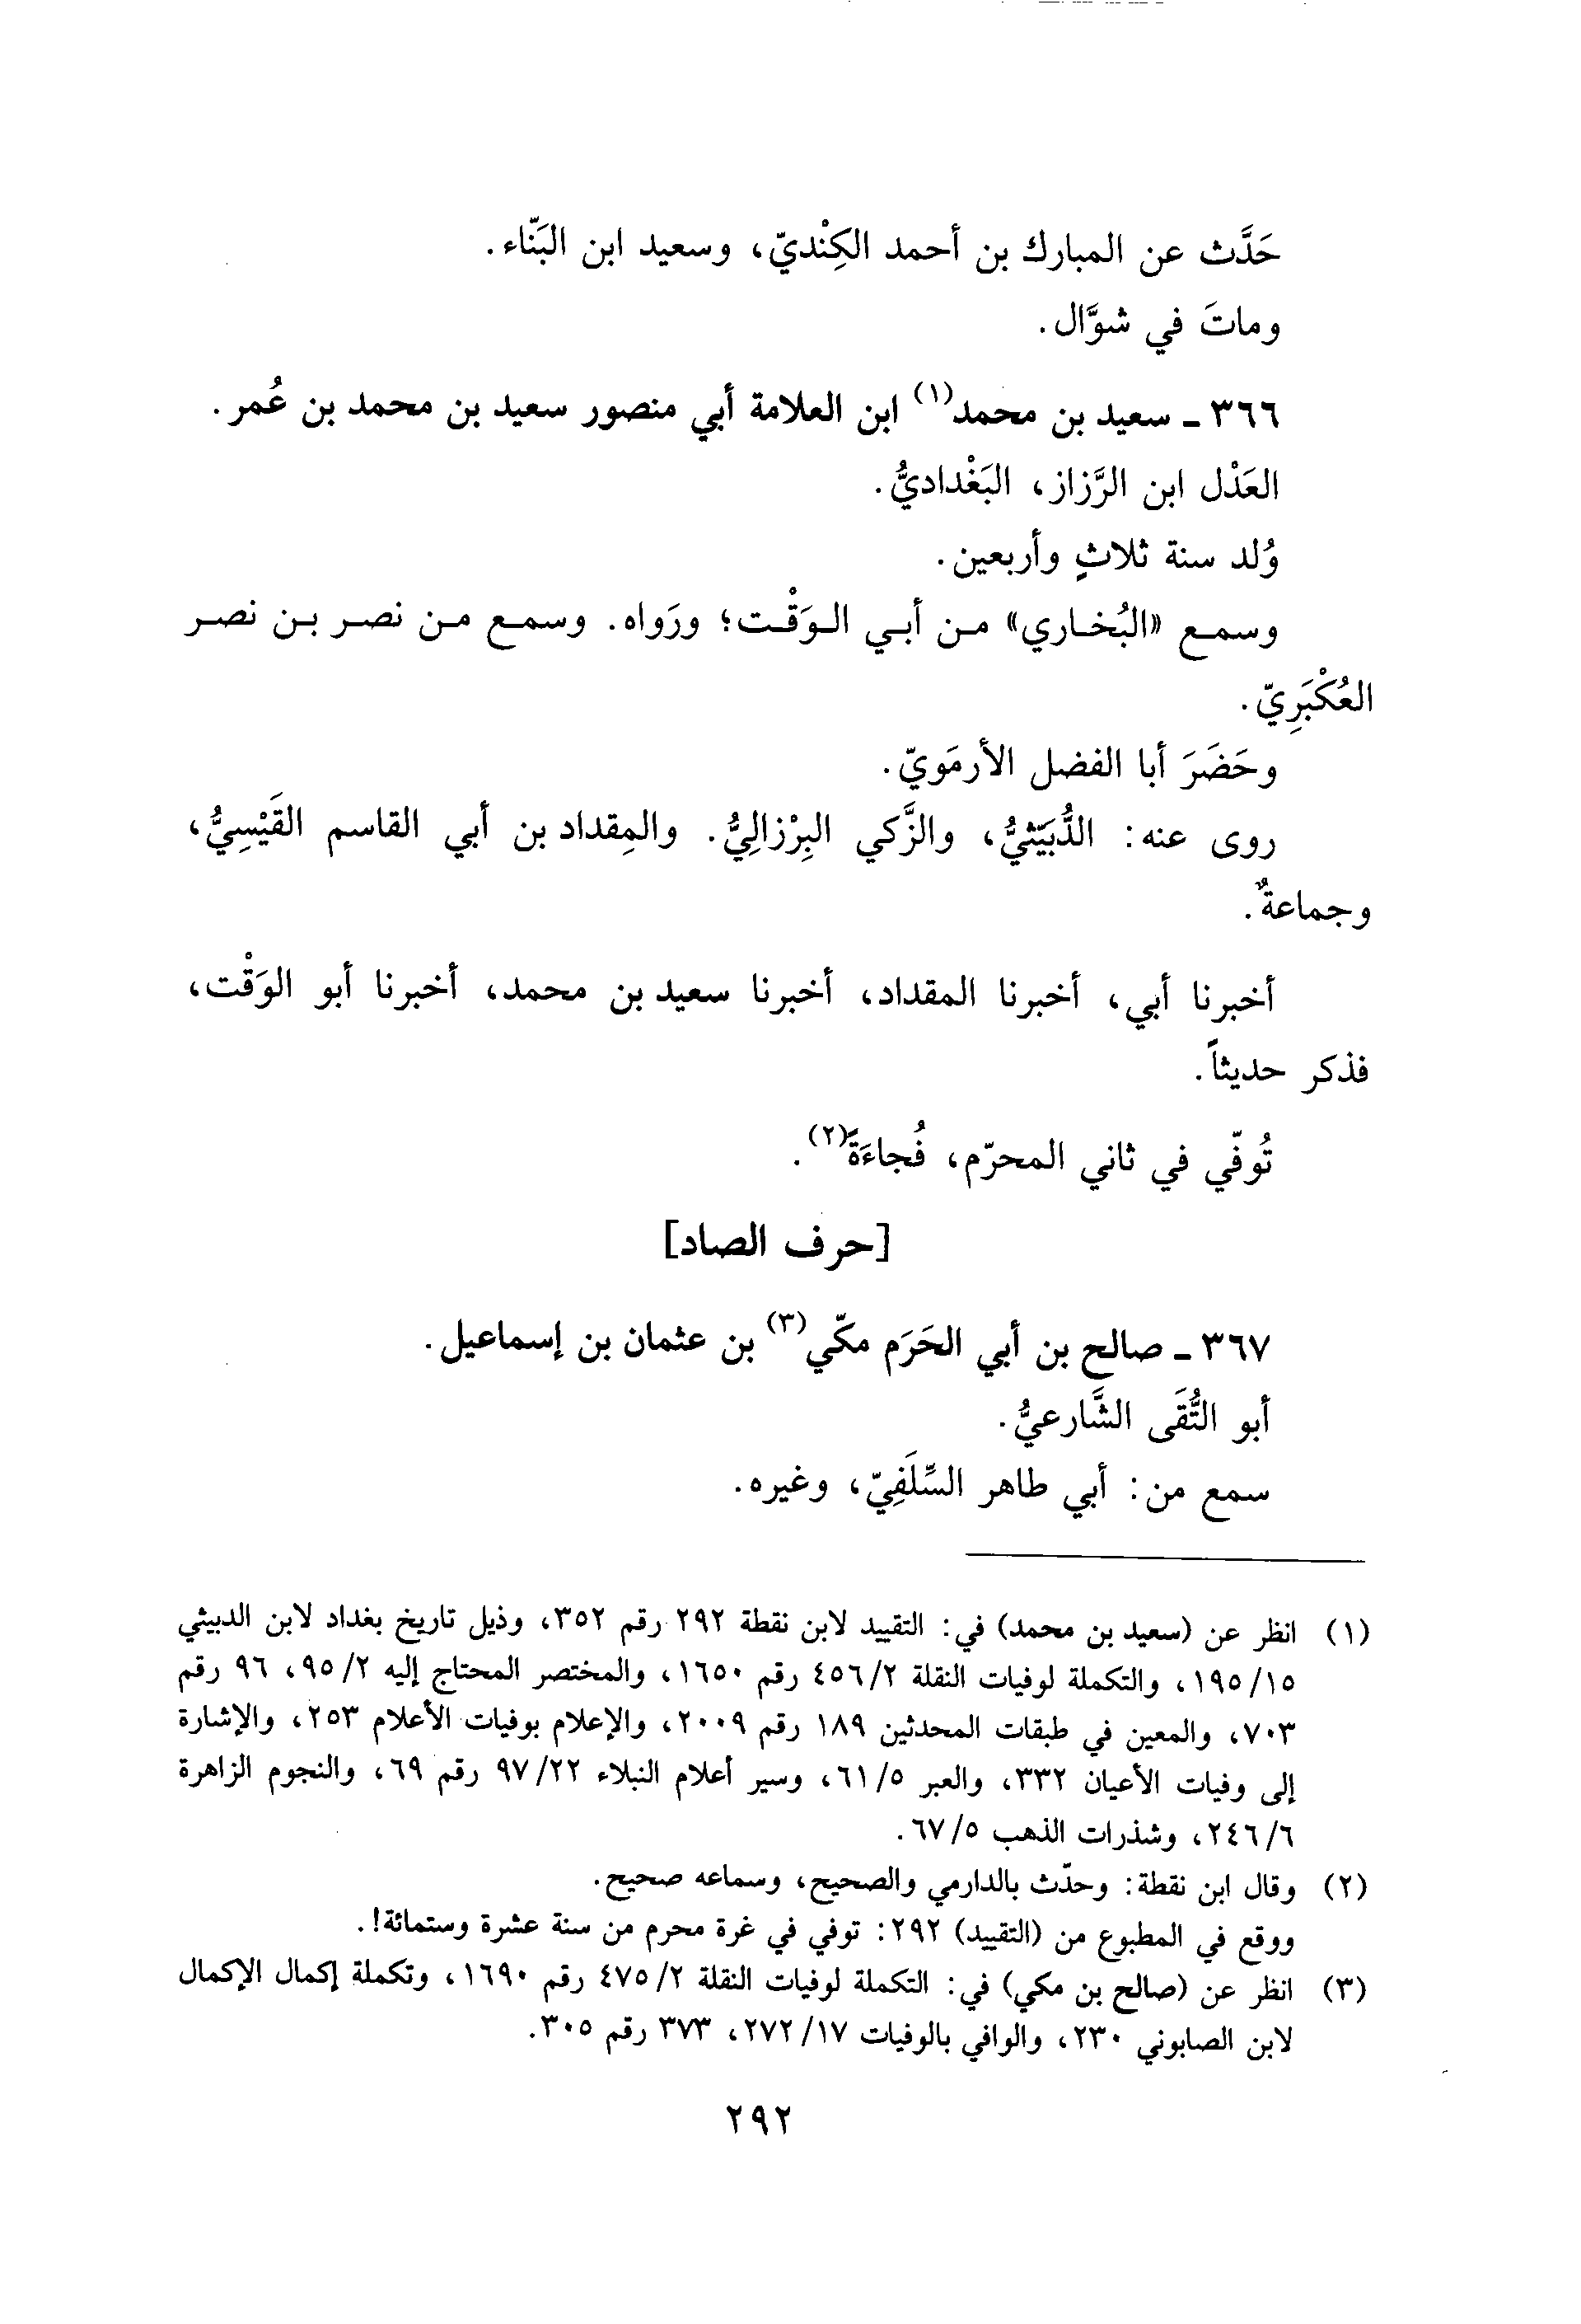 حَدَّث عن المبارك بن أحمد الكِنْديّ، وسعيد ابن البَنّاء.
وماتَ في شوَّال.
٣٦٦ - سعيد بن محمد(١) ابن العلامة أبي منصور سعيد بن محمد بن عُمر.
العَدْل ابن الرَّزاز، البَغْداديُّ.
وُلد سنة ثلاثٍ وأربعين.
وسمع «البُخاري» من أبي الوَقْت؛ ورَواه. وسمع من نصر بن نصر
العُكْبَرِيّ.
وحَضَرَ أبا الفضل الأرمَويّ.
روى عنه: الدُّبَيْثيُّ، والزَّكي البِرْزالِيُّ. والمِقداد بن أبي القاسم القَيْسِيُّ،
وجماعةٌ.
أخبرنا أبي، أخبرنا المقداد، أخبرنا سعيد بن محمد، أخبرنا أبو الوَقْت،
فذكر حديثاً.
تُوفّي في ثاني المحرّم، فُجاءَةً(٢).
[حرف الصاد]
٣٦٧ - صالح بن أبي الحَرَم مكّي(٣) بن عثمان بن إسماعيل.
أبو التُّقَى الشَّارعيُّ.
سمع من: أبي طاهر السِّلَفِيّ، وغيره.
(١) انظر عن (سعيد بن محمد) في: التقييد لابن نقطة ٢٩٢ رقم ٣٥٢، وذيل تاريخ بغداد لابن الدبيثي
١٩٥/١٥، والتكملة لوفيات النقلة ٤٥٦/٢ رقم ١٦٥٠، والمختصر المحتاج إليه ٩٥/٢، ٩٦ رقم
٧٠٣، والمعين في طبقات المحدثين ١٨٩ رقم ٢٠٠٩، والإعلام بوفيات الأعلام ٢٥٣، والإشارة
إلى وفيات الأعيان ٣٣٢، والعبر ٦١/٥، وسير أعلام النبلاء ٩٧/٢٢ رقم ٦٩، والنجوم الزاهرة
٢٤٦/٦، وشذرات الذهب ٦٧/٥.
(٢) وقال ابن نقطة: وحدّث بالدارمي والصحيح، وسماعه صحيح.
ووقع في المطبوع من (التقييد) ٢٩٢: توفي في غرة محرم من سنة عشرة وستمائة!.
(٣) انظر عن (صالح بن مكي) في: التكملة لوفيات النقلة ٤٧٥/٢ رقم ١٦٩٠، وتكملة إكمال الإكمال
لابن الصابوني ٢٣٠، والوافي بالوفيات ٢٧٢/١٧، ٣٧٣ رقم ٣٠٥.
٢٩٢